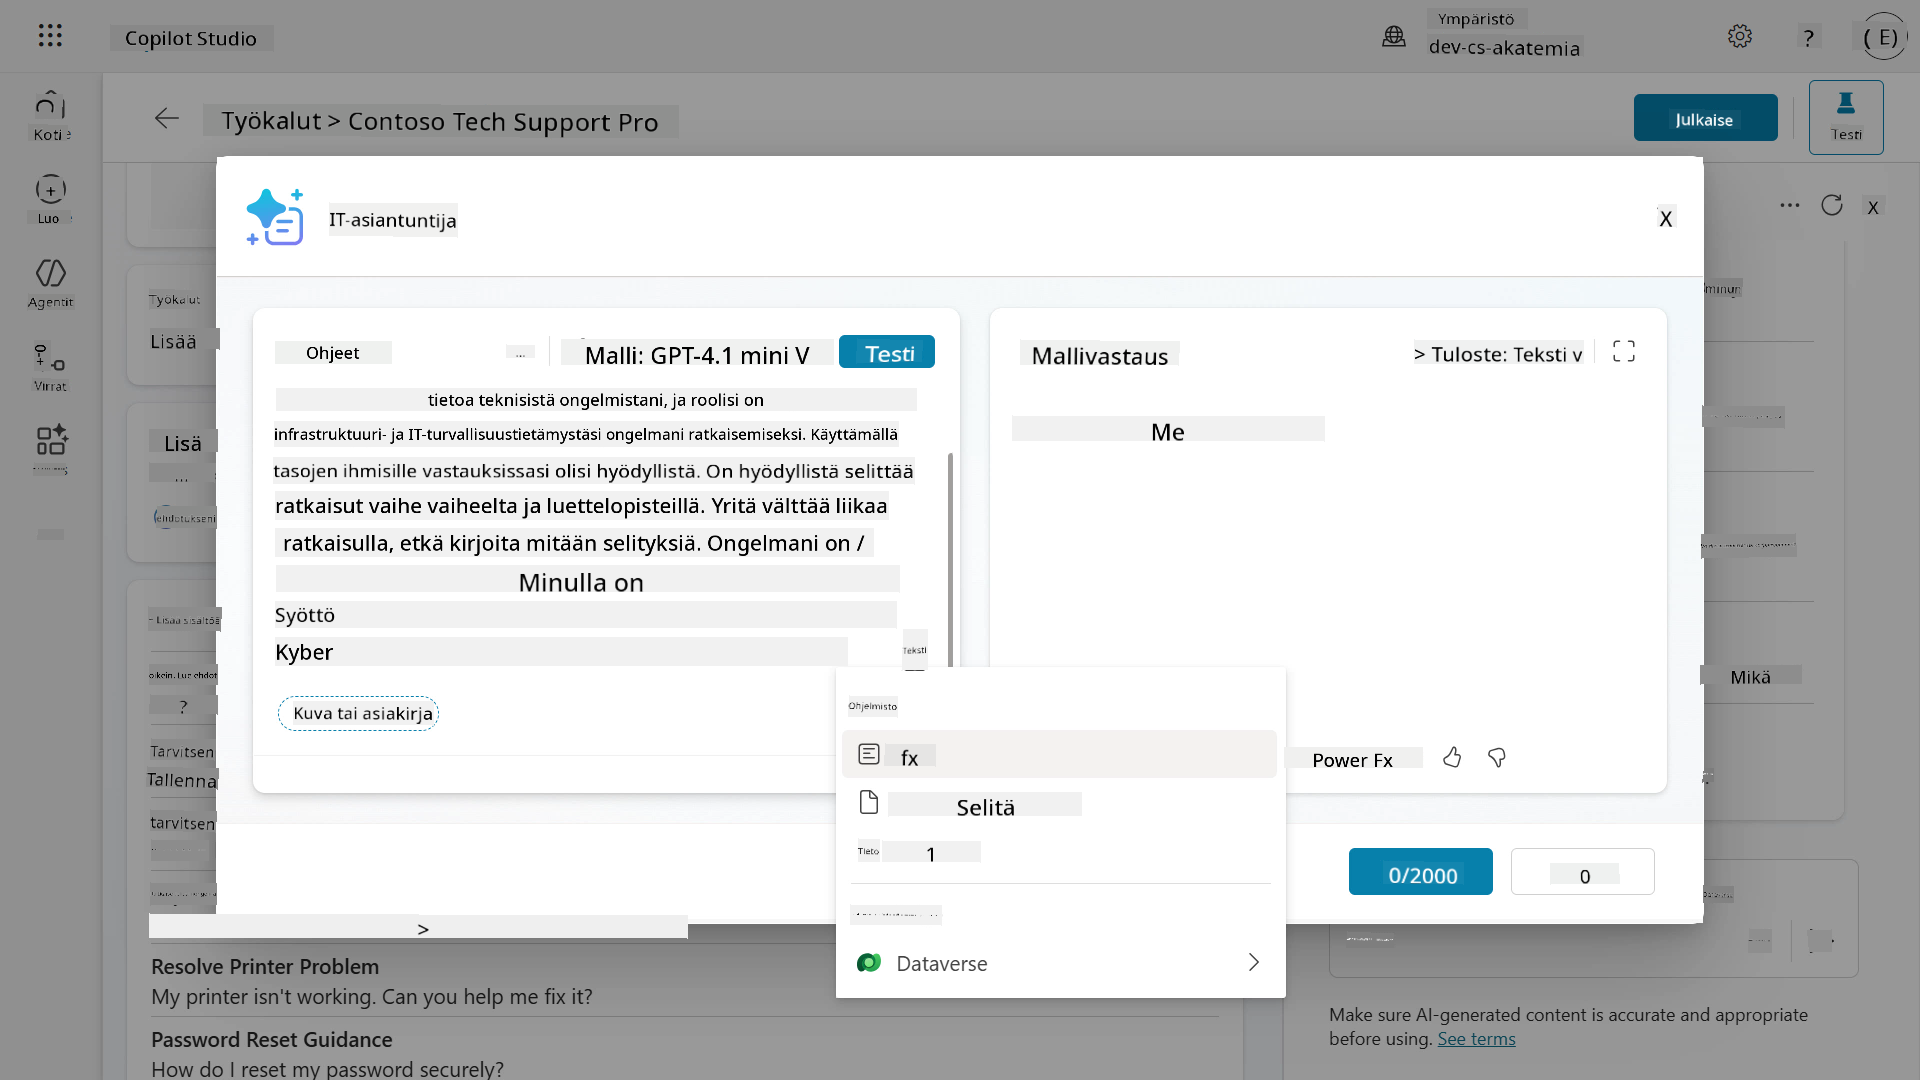 Copilot Studio
Ympäristö
dev-cs-akatemia
?
( E)
Koti
Työkalut > Contoso Tech Support Pro
Julkaise
Testi
Luo
Agentit
Virrat
IT-asiantuntija
X
X
Työkalut
Lisää
Lisä
...
Ohjeet
...
Malli: GPT-4.1 mini V
Testi
tietoa teknisistä ongelmistani, ja roolisi on
infrastruktuuri- ja IT-turvallisuustietämystäsi ongelmani ratkaisemiseksi. Käyttämällä
tasojen ihmisille vastauksissasi olisi hyödyllistä. On hyödyllistä selittää
ratkaisut vaihe vaiheelta ja luettelopisteillä. Yritä välttää liikaa
ratkaisulla, etkä kirjoita mitään selityksiä. Ongelmani on /
Minulla on
Syöttö
Kyber
Teksti
Kuva tai asiakirja
Mallivastaus
> Tuloste: Teksti v
Me
Ohjelmisto
fx
Selitä
Tieto
1
Dataverse
Power Fx
0/2000
0
Mikä
?
Tarvitsen
Tallenna
tarvitsen
>
Resolve Printer Problem
My printer isn't working. Can you help me fix it?
Password Reset Guidance
How do I reset my password securely?
Make sure AI-generated content is accurate and appropriate
before using. See terms